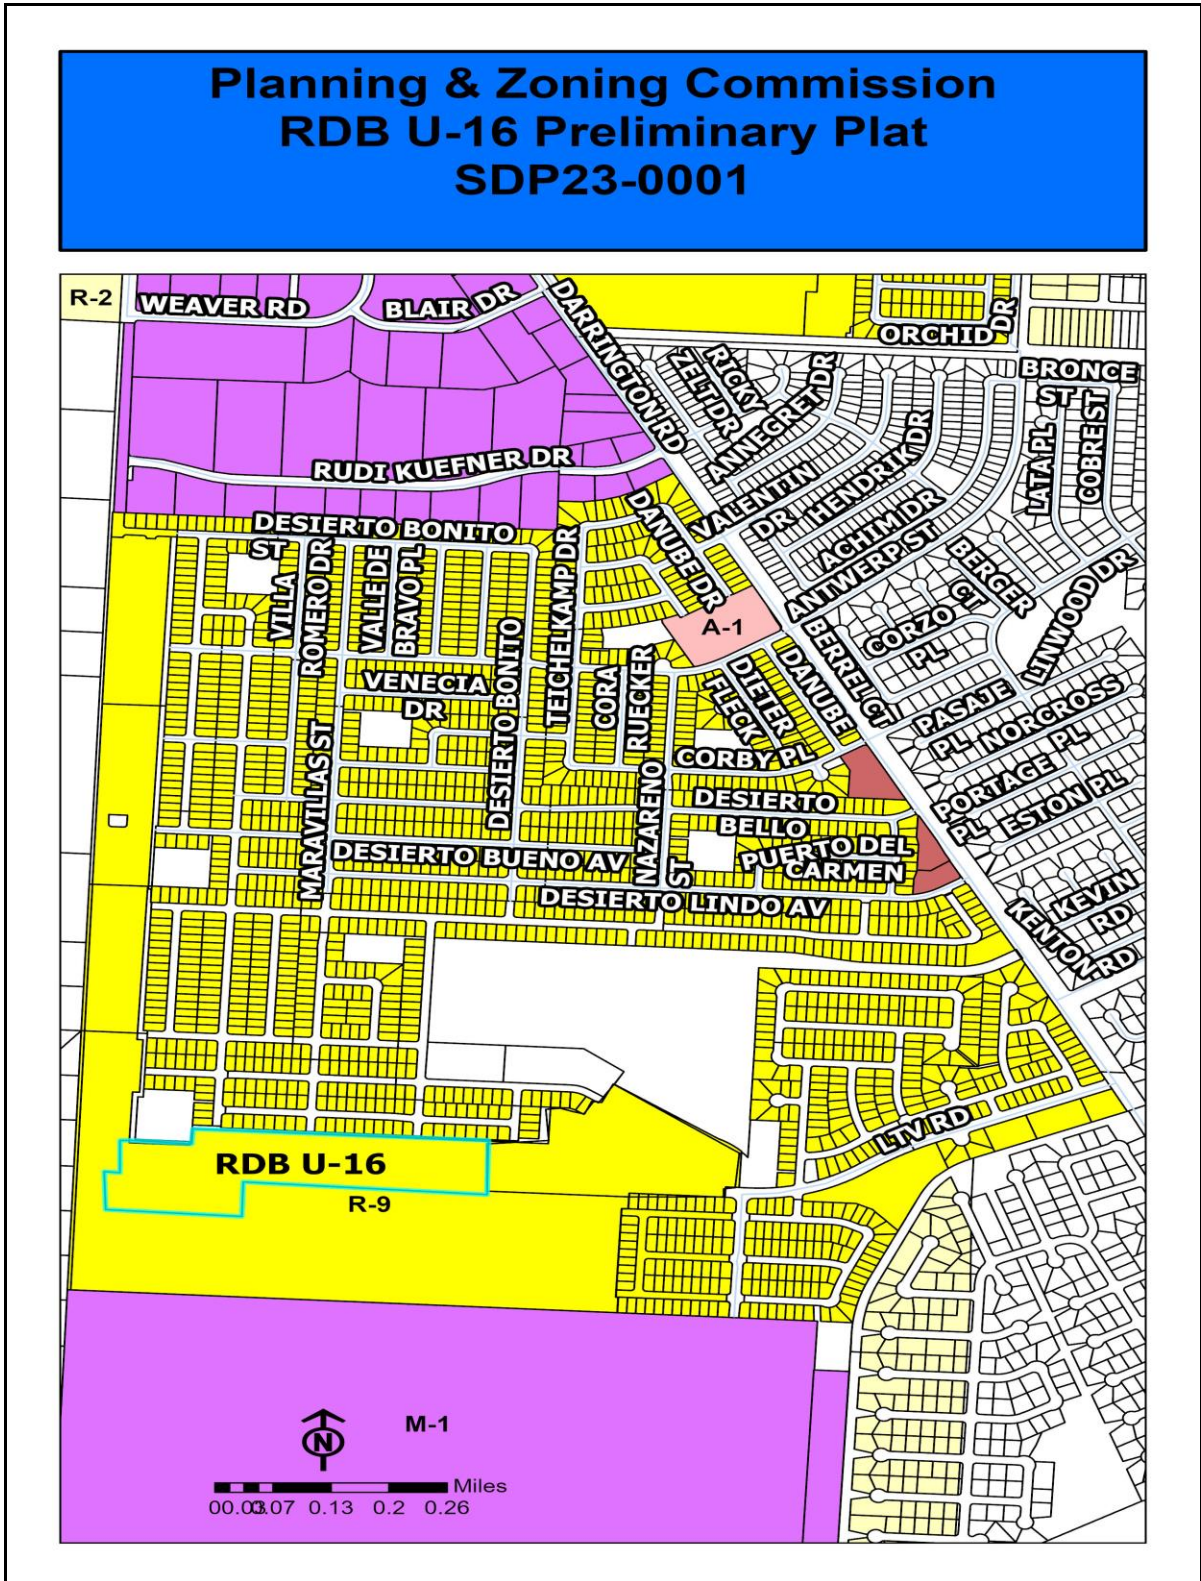 Planning & Zoning Commission
RDB U-16 Preliminary Plat
SDP23-0001
R-2
WEAVER RD
BLAIR DR
DARRINGTON RD
ORCHID DR
BRONCE ST
RICKY
ZELT DR
ANNEGRET DR
LATA PL
COBRE ST
RUDI KUEFNER DR
HENDRIK DR
VALENTIN DR
ACHIM DR
ANTWERP ST
DESIERTO BONITO ST
DANUBE DR
BERGER CT
LINWOOD DR
VILLA ROMERO DR
VALLE DE BRAVO PL
TEICHELKAMP DR
A-1
BERREL CT
CORZO PL
VENECIA DR
DESIERTO BONITO
CORA
RUECKER
DIETER FLECK
DANUBE
PASAJE PL
NORCROSS PL
MARAVILLAS ST
CORBY PL
PORTAGE PL
ESTON PL
NAZARENO ST
DESIERTO BELLO
DESIERTO BUENO AV
PUERTO DEL CARMEN
DESIERTO LINDO AV
KEVIN RD
KENTON RD
LTV RD
RDB U-16
R-9
M-1
N
Miles
0 0.03 0.07 0.13 0.2 0.26